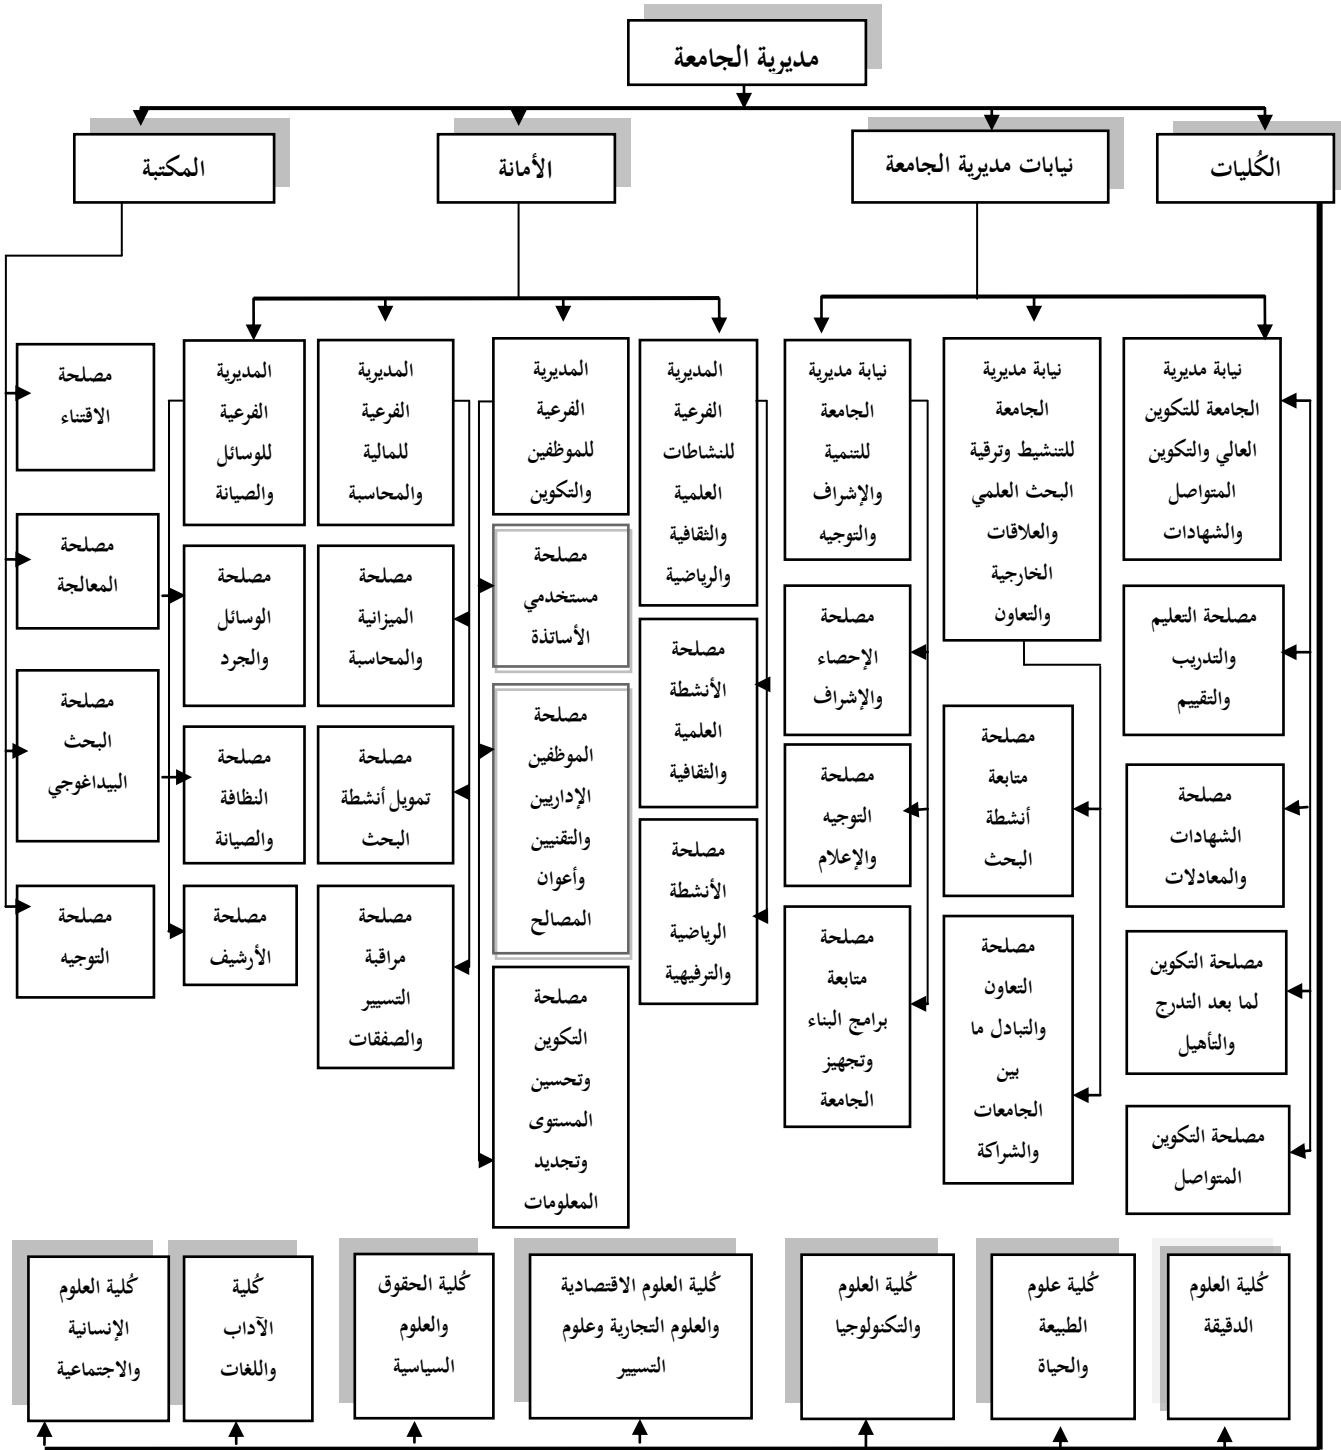 مديرية الجامعة
الكُليات
نيابات مديرية الجامعة
الأمانة
المكتبة
نيابة مديرية
الجامعة للتكوين
العالي والتكوين
المتواصل
والشهادات
مصلحة التعليم
والتدريب
والتقييم
مصلحة
الشهادات
والمعادلات
مصلحة التكوين
لما بعد التدرج
والتأهيل
مصلحة التكوين
المتواصل
نيابة مديرية
الجامعة
للتنشيط وترقية
البحث العلمي
والعلاقات
الخارجية
والتعاون
مصلحة
متابعة
أنشطة
البحث
مصلحة
التعاون
والتبادل ما
بين
الجامعات
والشراكة
نيابة مديرية
الجامعة
للتنمية
والإشراف
والتوجيه
مصلحة
الإحصاء
والإشراف
مصلحة
التوجيه
والإعلام
مصلحة
متابعة
برامج البناء
وتجهيز
الجامعة
المديرية
الفرعية
للنشاطات
العلمية
والثقافية
والرياضية
مصلحة
الأنشطة
العلمية
والثقافية
مصلحة
الأنشطة
الرياضية
والترفيهية
المديرية
الفرعية
للموظفين
والتكوين
مصلحة
مستخدمي
الأساتذة
مصلحة
الموظفين
الإداريين
والتقنيين
وأعوان
المصالح
مصلحة
التكوين
وتحسين
المستوى
وتجديد
المعلومات
المديرية
الفرعية
للمالية
والمحاسبة
مصلحة
الميزانية
والمحاسبة
مصلحة
تمويل أنشطة
البحث
مصلحة
مراقبة
التسيير
والصفقات
المديرية
الفرعية
للوسائل
والصيانة
مصلحة
الوسائل
والجرد
مصلحة
النظافة
والصيانة
مصلحة
الأرشيف
مصلحة
الاقتناء
مصلحة
المعالجة
مصلحة
البحث
البيداغوجي
مصلحة
التوجيه
كُلية العلوم
الدقيقة
كُلية علوم
الطبيعة
والحياة
كُلية العلوم
والتكنولوجيا
كُلية العلوم الاقتصادية
والعلوم التجارية وعلوم
التسيير
كُلية الحقوق
والعلوم
السياسية
كُلية
الآداب
واللغات
كُلية العلوم
الإنسانية
والاجتماعية